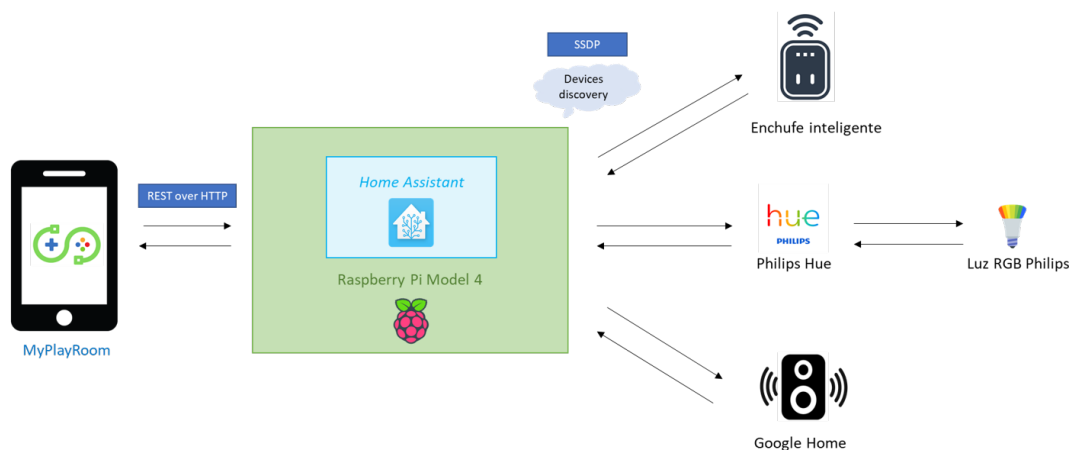 SSDP
Devices
discovery
Enchufe inteligente
REST over HTTP
Home Assistant
Raspberry Pi Model 4
MyPlayRoom
hue
PHILIPS
Philips Hue
Luz RGB Philips
Google Home